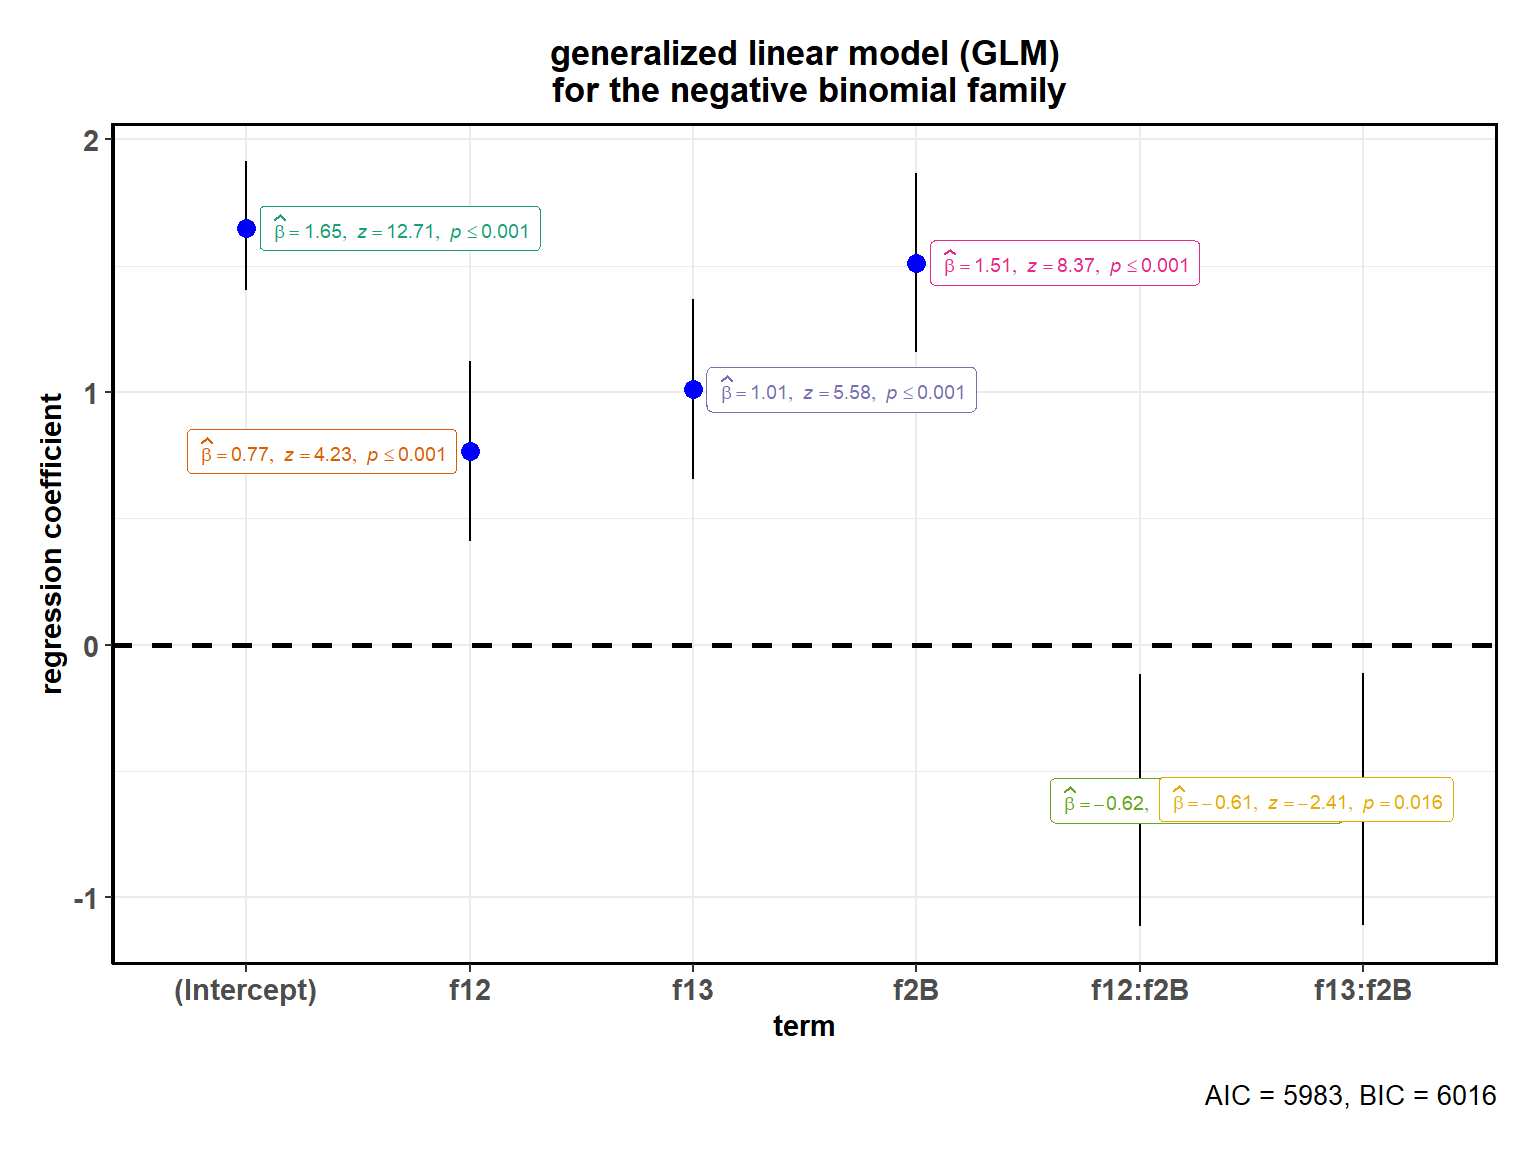 generalized linear model (GLM)
for the negative binomial family
regression coefficient
2
1
0
-1
β̂ = 1.65, z = 12.71, p ≤ 0.001
β̂ = 1.51, z = 8.37, p ≤ 0.001
β̂ = 1.01, z = 5.58, p ≤ 0.001
β̂ = 0.77, z = 4.23, p ≤ 0.001
β̂ = −0.62,
β̂ = −0.61, z = −2.41, p = 0.016
(Intercept) f12 f13 f2B f12:f2B f13:f2B
term
AIC = 5983, BIC = 6016